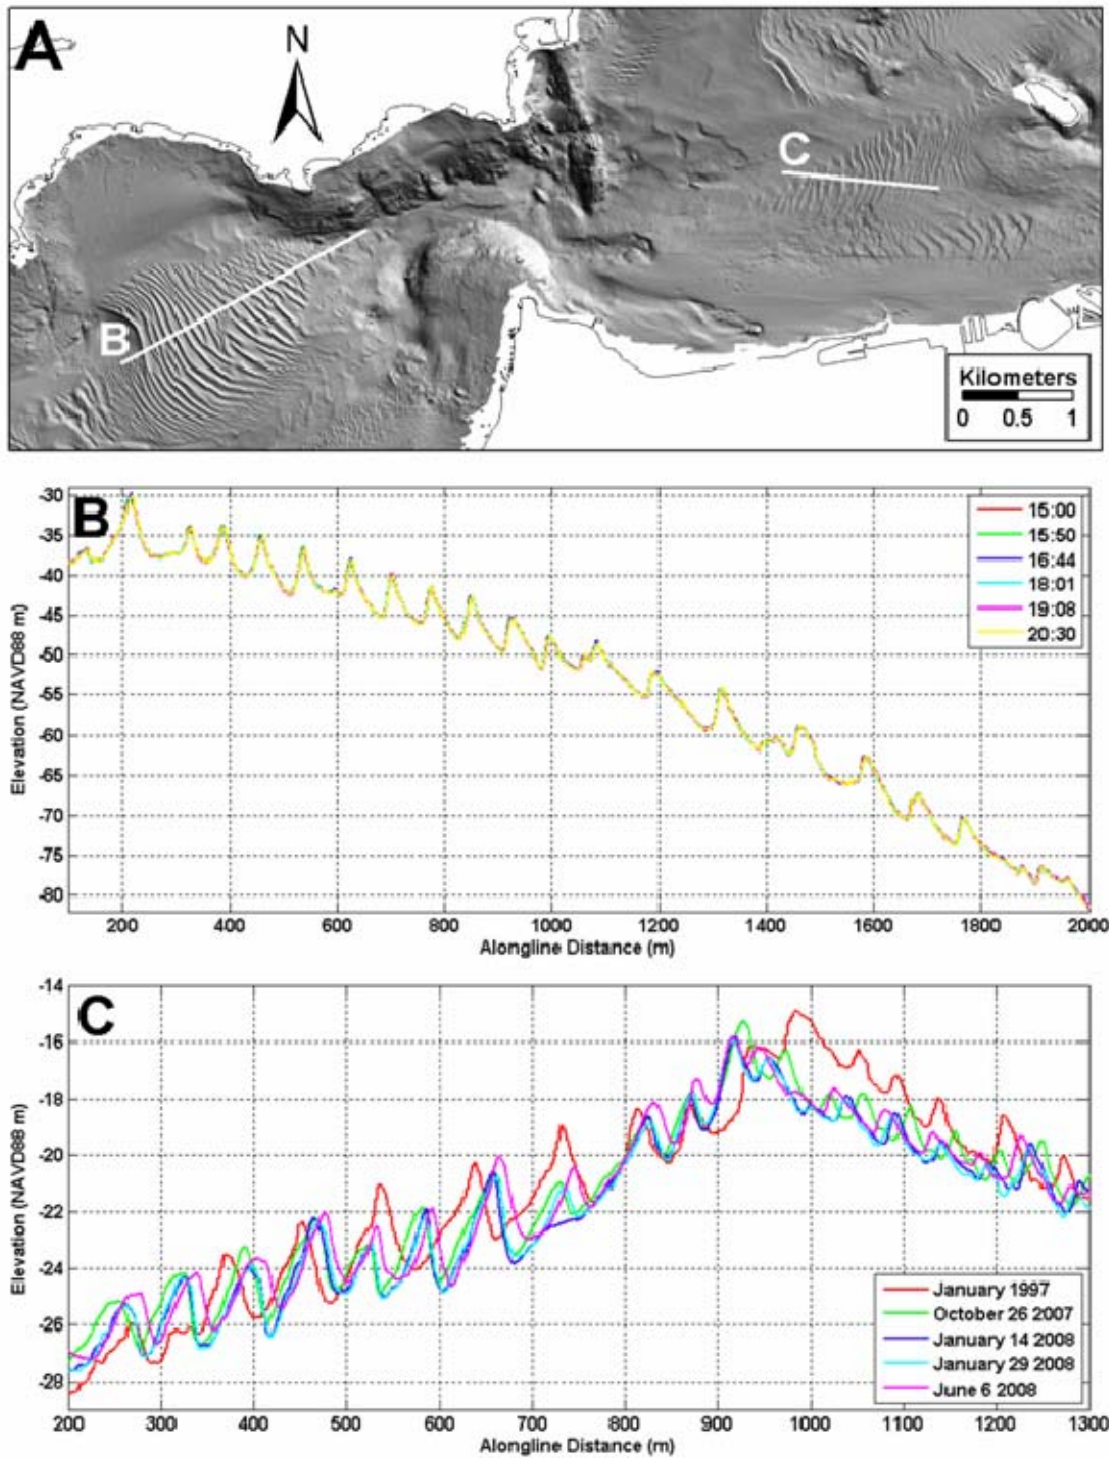 A
N
C
B
Kilometers
0 0.5 1
B
-30
-35
-40
-45
-50
-55
-60
-65
-70
-75
-80
Elevation (NAVD88 m)
15:00
15:50
16:44
18:01
19:08
20:30
200 400 600 800 1000 1200 1400 1600 1800 2000
Alongline Distance (m)
C
-14
-16
-18
-20
-22
-24
-26
-28
Elevation (NAVD88 m)
January 1997
October 26 2007
January 14 2008
January 29 2008
June 6 2008
200 300 400 500 600 700 800 900 1000 1100 1200 1300
Alongline Distance (m)